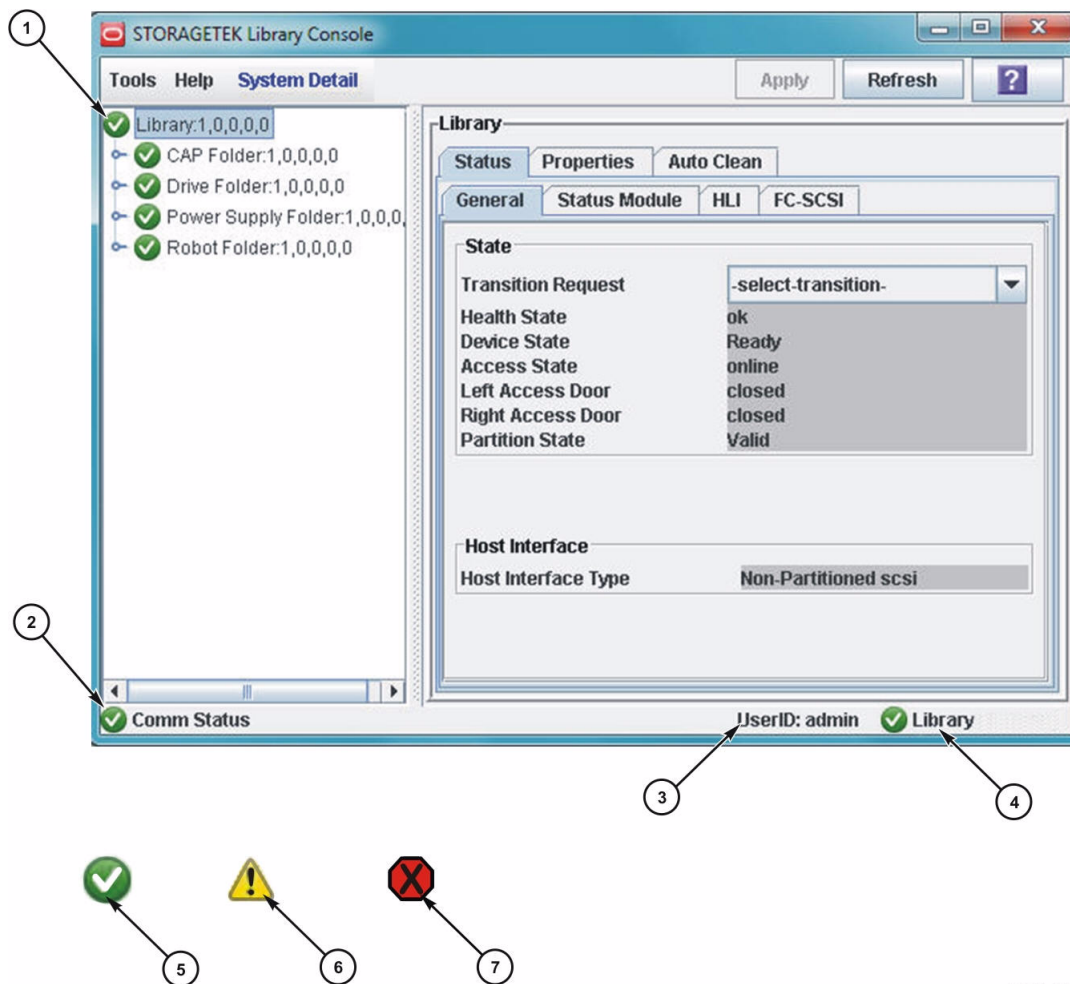 1
STORAGETEK Library Console
Tools Help System Detail
Apply Refresh ?
Library:1,0,0,0,0
CAP Folder:1,0,0,0,0
Drive Folder:1,0,0,0,0
Power Supply Folder:1,0,0,0,
Robot Folder:1,0,0,0,0
Library
Status Properties Auto Clean
General Status Module HLI FC-SCSI
State
Transition Request -select-transition-
Health State ok
Device State Ready
Access State online
Left Access Door closed
Right Access Door closed
Partition State Valid
Host Interface
Host Interface Type Non-Partitioned scsi
2
Comm Status UserID: admin Library
3 4
5 6 7